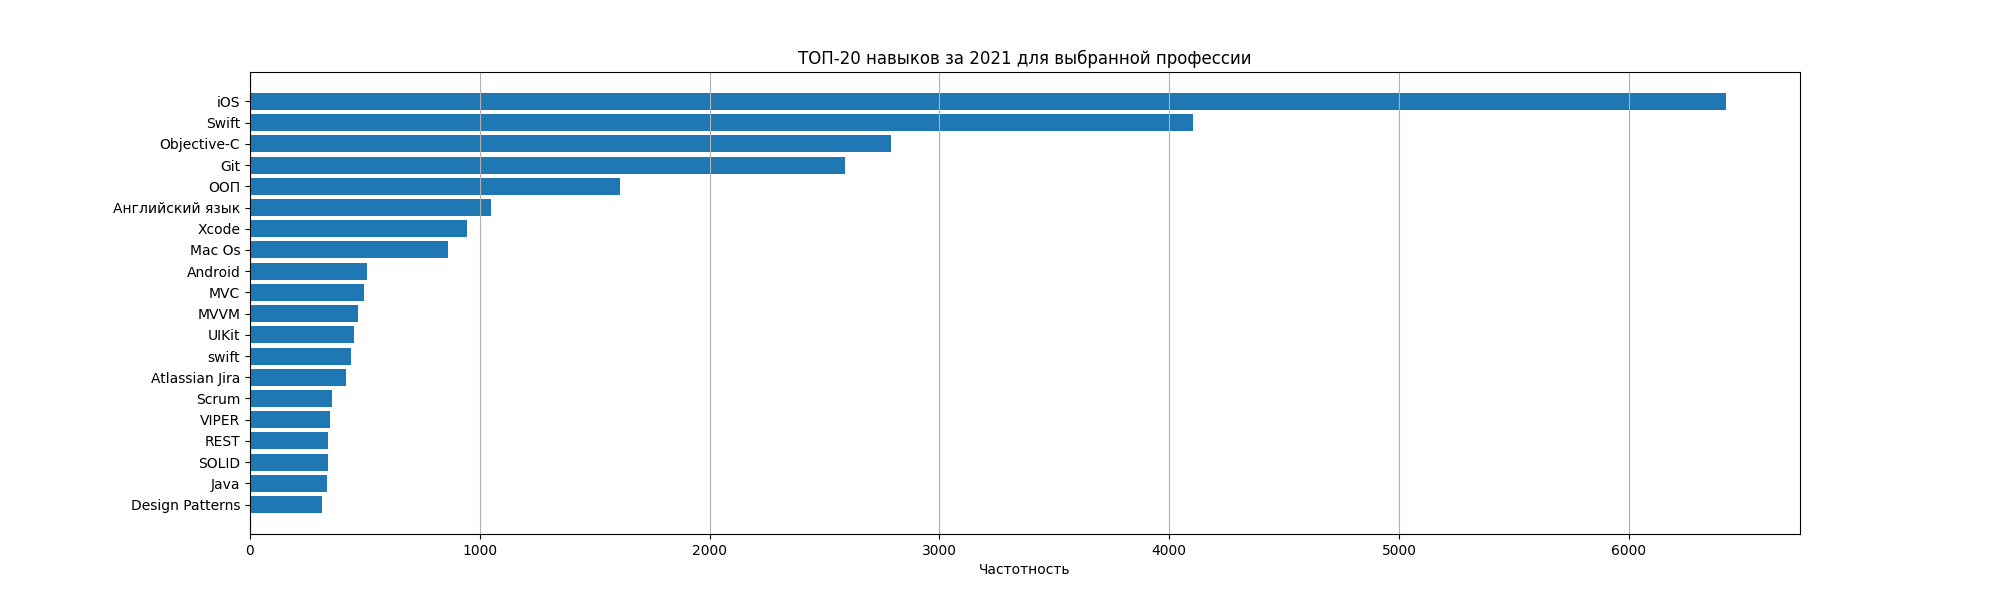 ТОП-20 навыков за 2021 для выбранной профессии
iOS
Swift
Objective-C
Git
ООП
Английский язык
Xcode
Mac Os
Android
MVC
MVVM
UIKit
swift
Atlassian Jira
Scrum
VIPER
REST
SOLID
Java
Design Patterns
0 1000 2000 3000 4000 5000 6000
Частотность